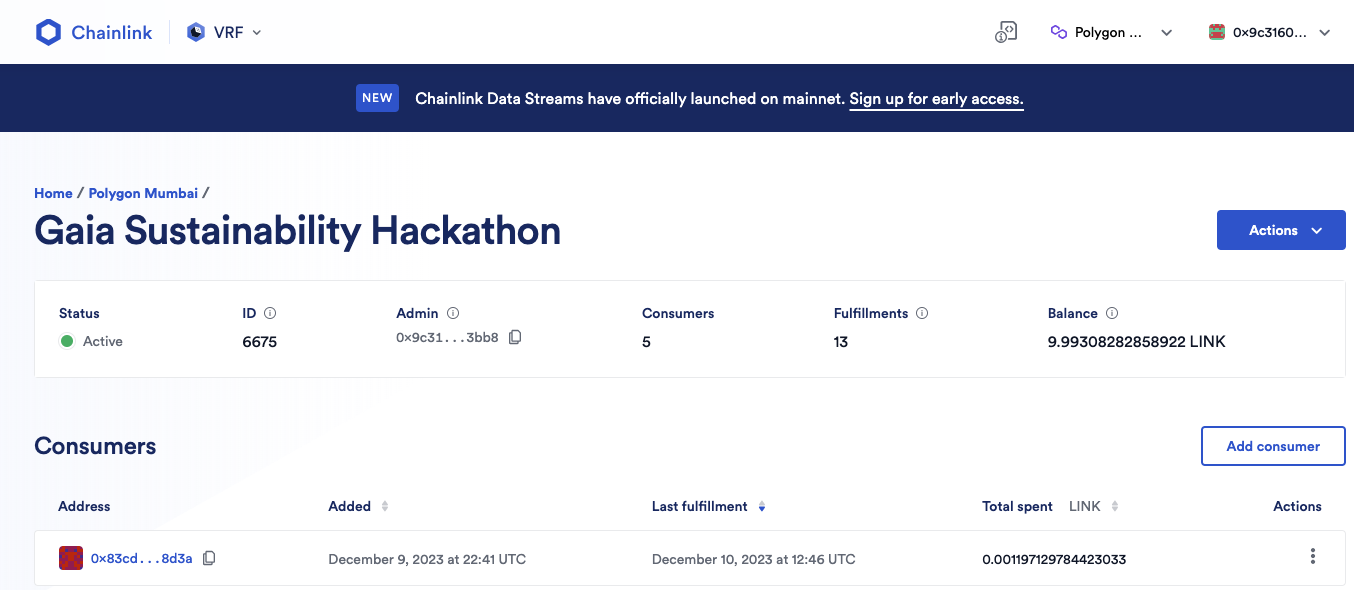 Chainlink VRF Polygon ... 0x9c3160...
NEW Chainlink Data Streams have officially launched on mainnet. Sign up for early access.
Home / Polygon Mumbai /
Gaia Sustainability Hackathon
Actions
Status ID Admin Consumers Fulfillments Balance
Active 6675 0x9c31...3bb8 5 13 9.99308282858922 LINK
Consumers
Add consumer
Address Added Last fulfillment Total spent LINK Actions
0x83cd...8d3a December 9, 2023 at 22:41 UTC December 10, 2023 at 12:46 UTC 0.001197129784423033